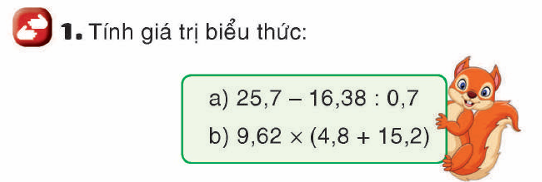 1. Tính giá trị biểu thức:
a) 25,7 – 16,38 : 0,7
b) 9,62 × (4,8 + 15,2)